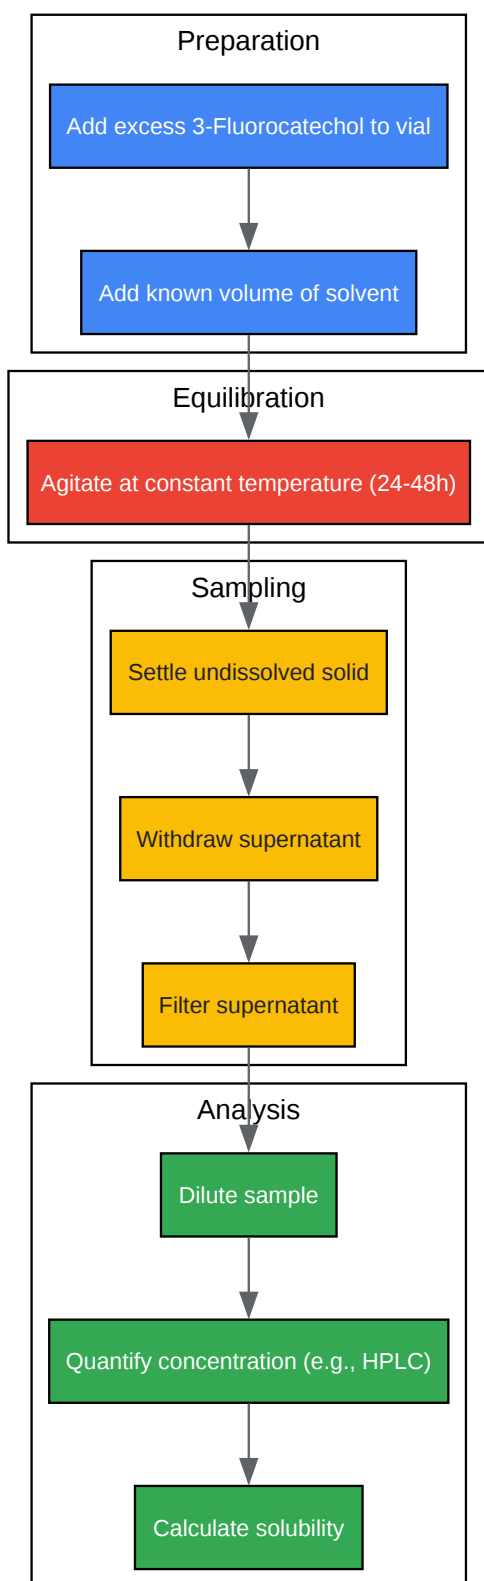 Preparation
Add excess 3-Fluorocatechol to vial
Add known volume of solvent
Equilibration
Agitate at constant temperature (24-48h)
Sampling
Settle undissolved solid
Withdraw supernatant
Filter supernatant
Analysis
Dilute sample
Quantify concentration (e.g., HPLC)
Calculate solubility